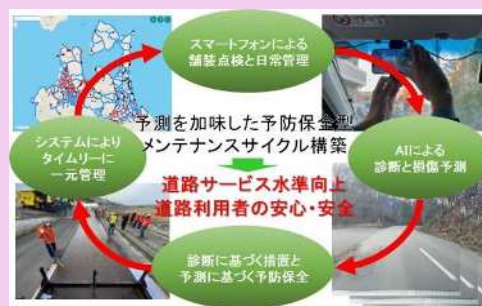 スマートフォンによる
舗装点検と日常管理
予測を加味した予防保全型
メンテナンスサイクル構築
システムにより
タイムリーに
一元管理
AIによる
診断と損傷予測
道路サービス水準向上
道路利用者の安心・安全
診断に基づく措置と
予測に基づく予防保全